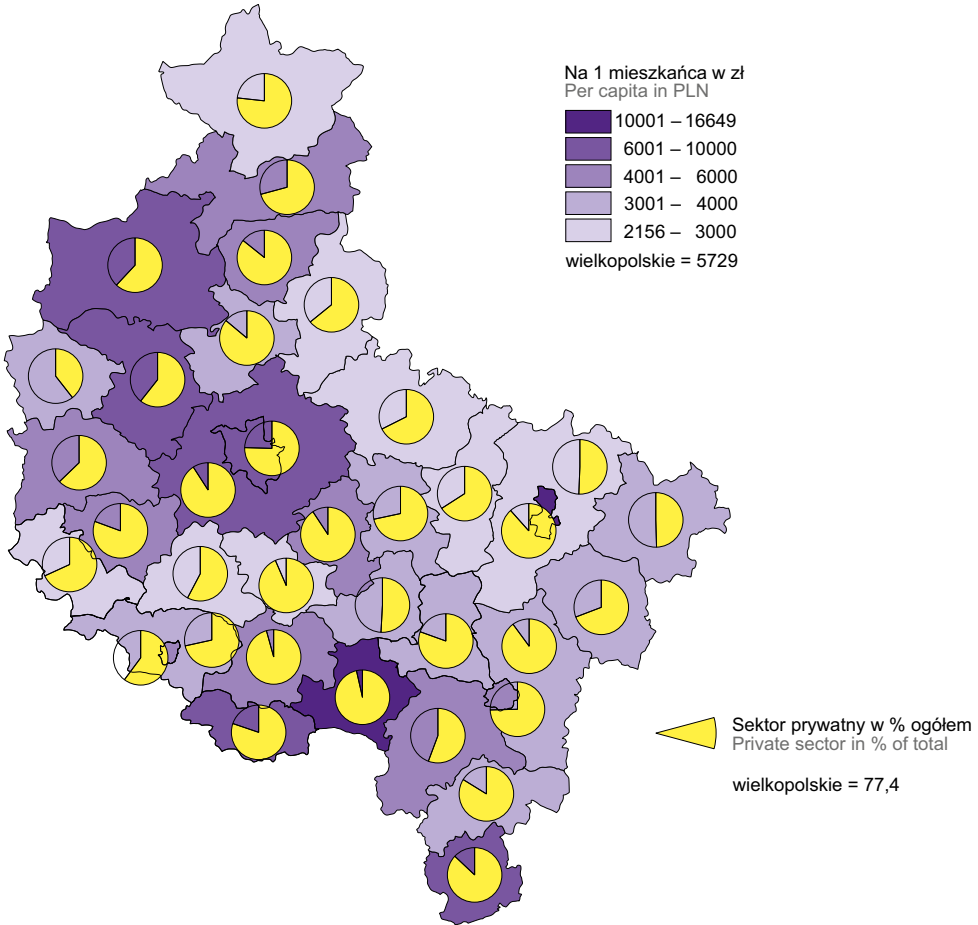 Na 1 mieszkańca w zł
Per capita in PLN
10001 – 16649
6001 – 10000
4001 – 6000
3001 – 4000
2156 – 3000
wielkopolskie = 5729
Sektor prywatny w % ogółem
Private sector in % of total
wielkopolskie = 77,4